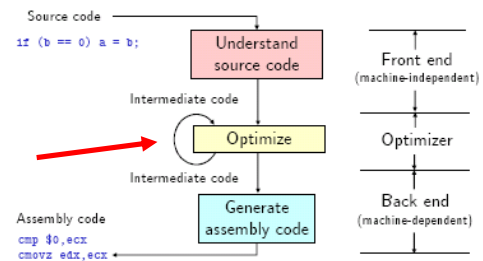 Source code
if (b == 0) a = b;
Understand
source code
Front end
(machine-independent)
Intermediate code
Optimize
Optimizer
Intermediate code
Generate
assembly code
Back end
(machine-dependent)
Assembly code
cmp $0,ecx
cmovz edx,ecx